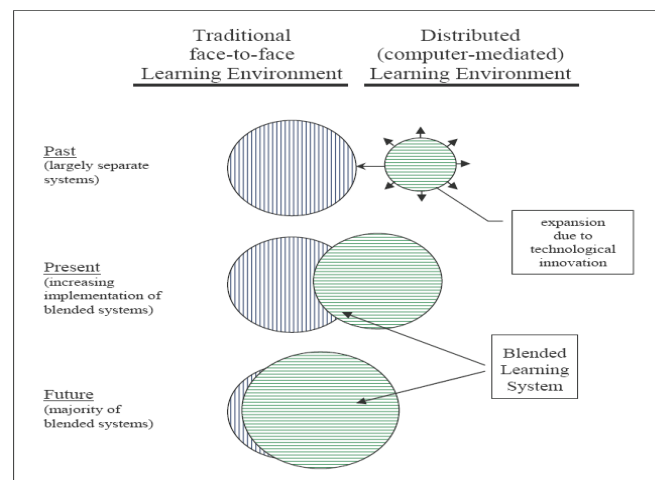 Traditional
face-to-face
Learning Environment
Distributed
(computer-mediated)
Learning Environment
Past
(largely separate
systems)
expansion
due to
technological
innovation
Present
(increasing
implementation of
blended systems)
Blended
Learning
System
Future
(majority of
blended systems)